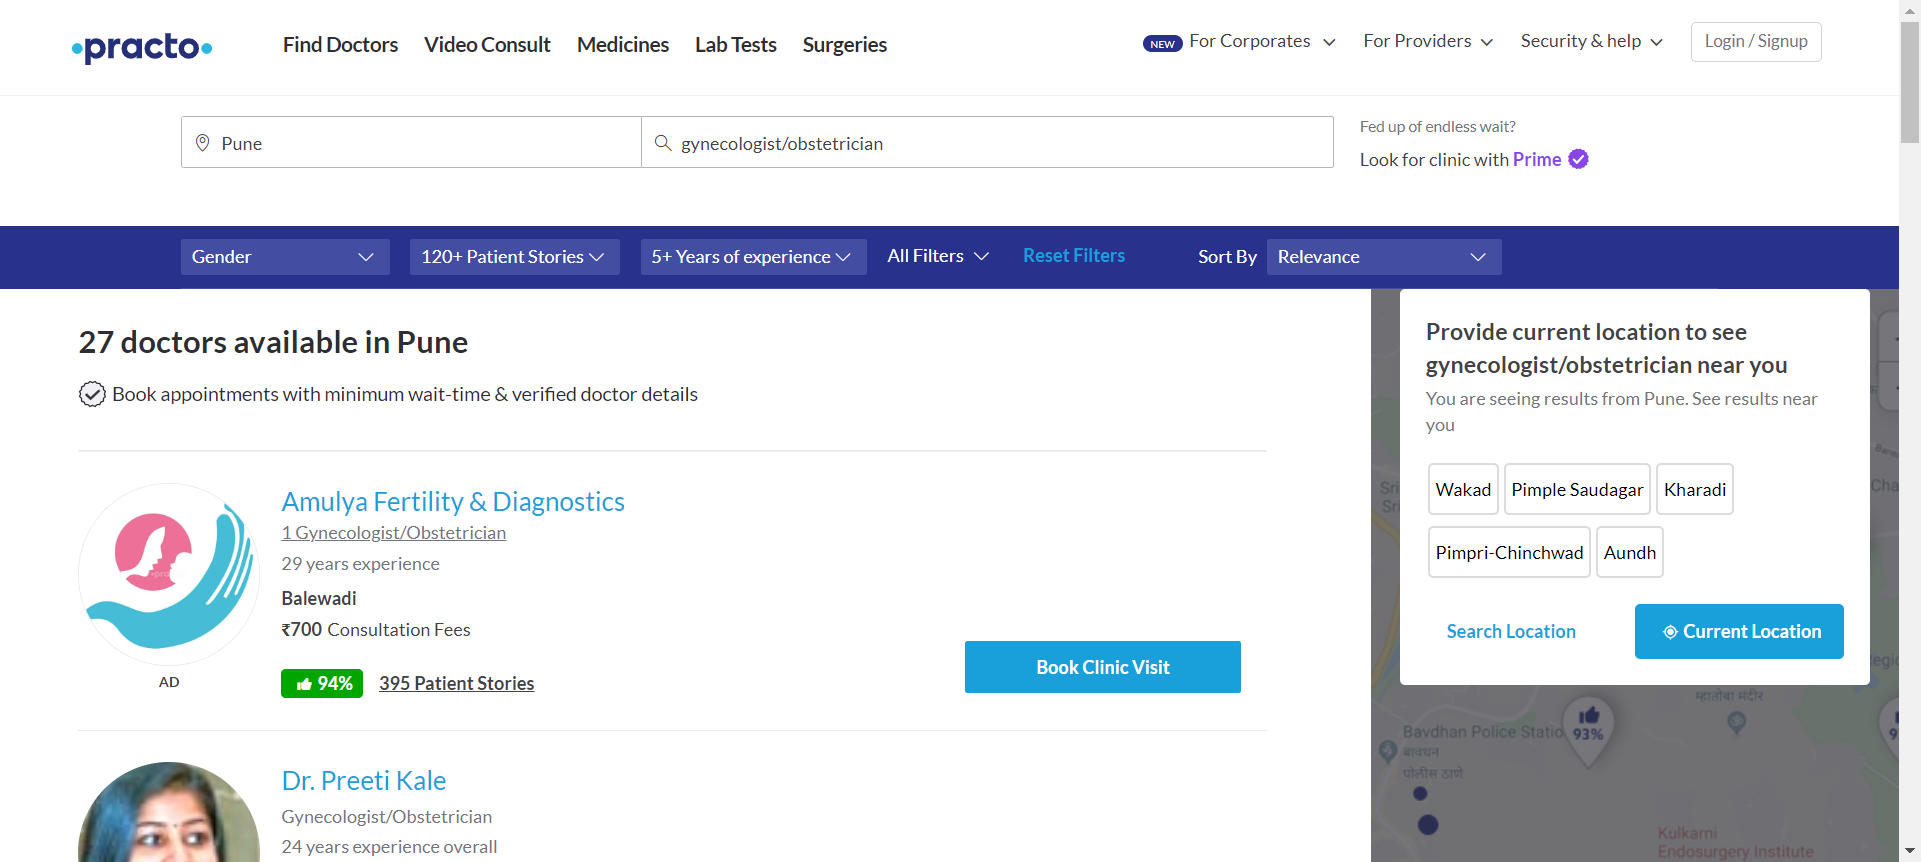 practo
Find Doctors
Video Consult
Medicines
Lab Tests
Surgeries
NEW For Corporates
For Providers
Security & help
Login / Signup
Pune
gynecologist/obstetrician
Fed up of endless wait?
Look for clinic with Prime
Gender
120+ Patient Stories
5+ Years of experience
All Filters
Reset Filters
Sort By
Relevance
27 doctors available in Pune
Book appointments with minimum wait-time & verified doctor details
Amulya Fertility & Diagnostics
1 Gynecologist/Obstetrician
29 years experience
Balewadi
₹700 Consultation Fees
94%
395 Patient Stories
AD
Book Clinic Visit
Dr. Preeti Kale
Gynecologist/Obstetrician
24 years experience overall
Provide current location to see
gynecologist/obstetrician near you
You are seeing results from Pune. See results near
you
Wakad
Pimple Saudagar
Kharadi
Pimpri-Chinchwad
Aundh
Search Location
Current Location
म्हातोबा मंदीर
Bavdhan Police Statio
बावधन
पोलीस ठाणे
93%
Kulkarni
Endosurgery Institute